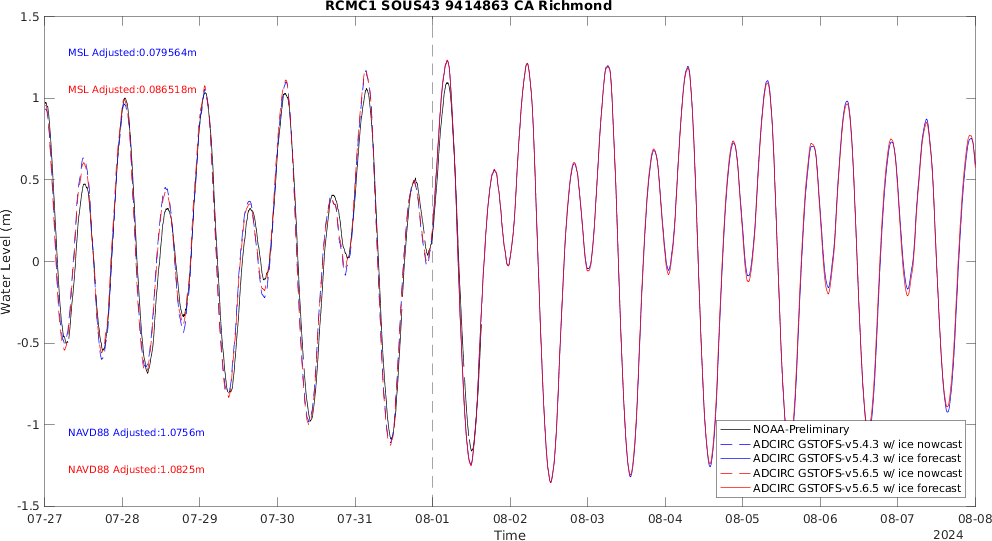 RCMC1 SOUS43 9414863 CA Richmond
1.5
MSL Adjusted:0.079564m
MSL Adjusted:0.086518m
1
0.5
Water Level (m)
0
-0.5
-1
NAVD88 Adjusted:1.0756m
NAVD88 Adjusted:1.0825m
NOAA-Preliminary
ADCIRC GSTOFS-v5.4.3 w/ ice nowcast
ADCIRC GSTOFS-v5.4.3 w/ ice forecast
ADCIRC GSTOFS-v5.6.5 w/ ice nowcast
ADCIRC GSTOFS-v5.6.5 w/ ice forecast
-1.5
07-27 07-28 07-29 07-30 07-31 08-01 08-02 08-03 08-04 08-05 08-06 08-07 08-08
Time
2024